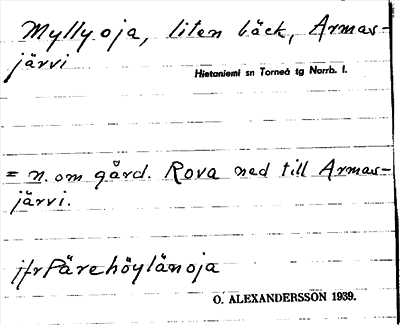 Myllyoja, liten bäck, Armas-
järvi
Hietaniemi sn Torneå tg Norrb. l.
= n. om gård. Rova ned till Armas-
järvi.
jfr Pärehöylänoja
O. ALEXANDERSSON 1939.